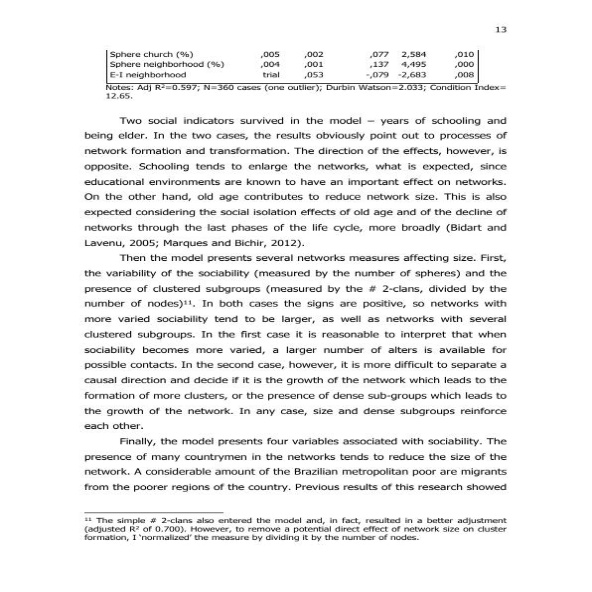 13
Sphere church (%) ,005 ,002 ,077 2,584 ,010
Sphere neighborhood (%) ,004 ,001 ,137 4,495 ,000
E-I neighborhood trial ,053 -,079 -2,683 ,008
Notes: Adj R²=0.597; N=360 cases (one outlier); Durbin Watson=2.033; Condition Index=
12.65.
Two social indicators survived in the model – years of schooling and
being elder. In the two cases, the results obviously point out to processes of
network formation and transformation. The direction of the effects, however, is
opposite. Schooling tends to enlarge the networks, what is expected, since
educational environments are known to have an important effect on networks.
On the other hand, old age contributes to reduce network size. This is also
expected considering the social isolation effects of old age and of the decline of
networks through the last phases of the life cycle, more broadly (Bidart and
Lavenu, 2005; Marques and Bichir, 2012).
Then the model presents several networks measures affecting size. First,
the variability of the sociability (measured by the number of spheres) and the
presence of clustered subgroups (measured by the # 2-clans, divided by the
number of nodes)¹¹. In both cases the signs are positive, so networks with
more varied sociability tend to be larger, as well as networks with several
clustered subgroups. In the first case it is reasonable to interpret that when
sociability becomes more varied, a larger number of alters is available for
possible contacts. In the second case, however, it is more difficult to separate a
causal direction and decide if it is the growth of the network which leads to the
formation of more clusters, or the presence of dense sub-groups which leads to
the growth of the network. In any case, size and dense subgroups reinforce
each other.
Finally, the model presents four variables associated with sociability. The
presence of many countrymen in the networks tends to reduce the size of the
network. A considerable amount of the Brazilian metropolitan poor are migrants
from the poorer regions of the country. Previous results of this research showed
¹¹ The simple # 2-clans also entered the model and, in fact, resulted in a better adjustment
(adjusted R² of 0.700). However, to remove a potential direct effect of network size on cluster
formation, I 'normalized' the measure by dividing it by the number of nodes.